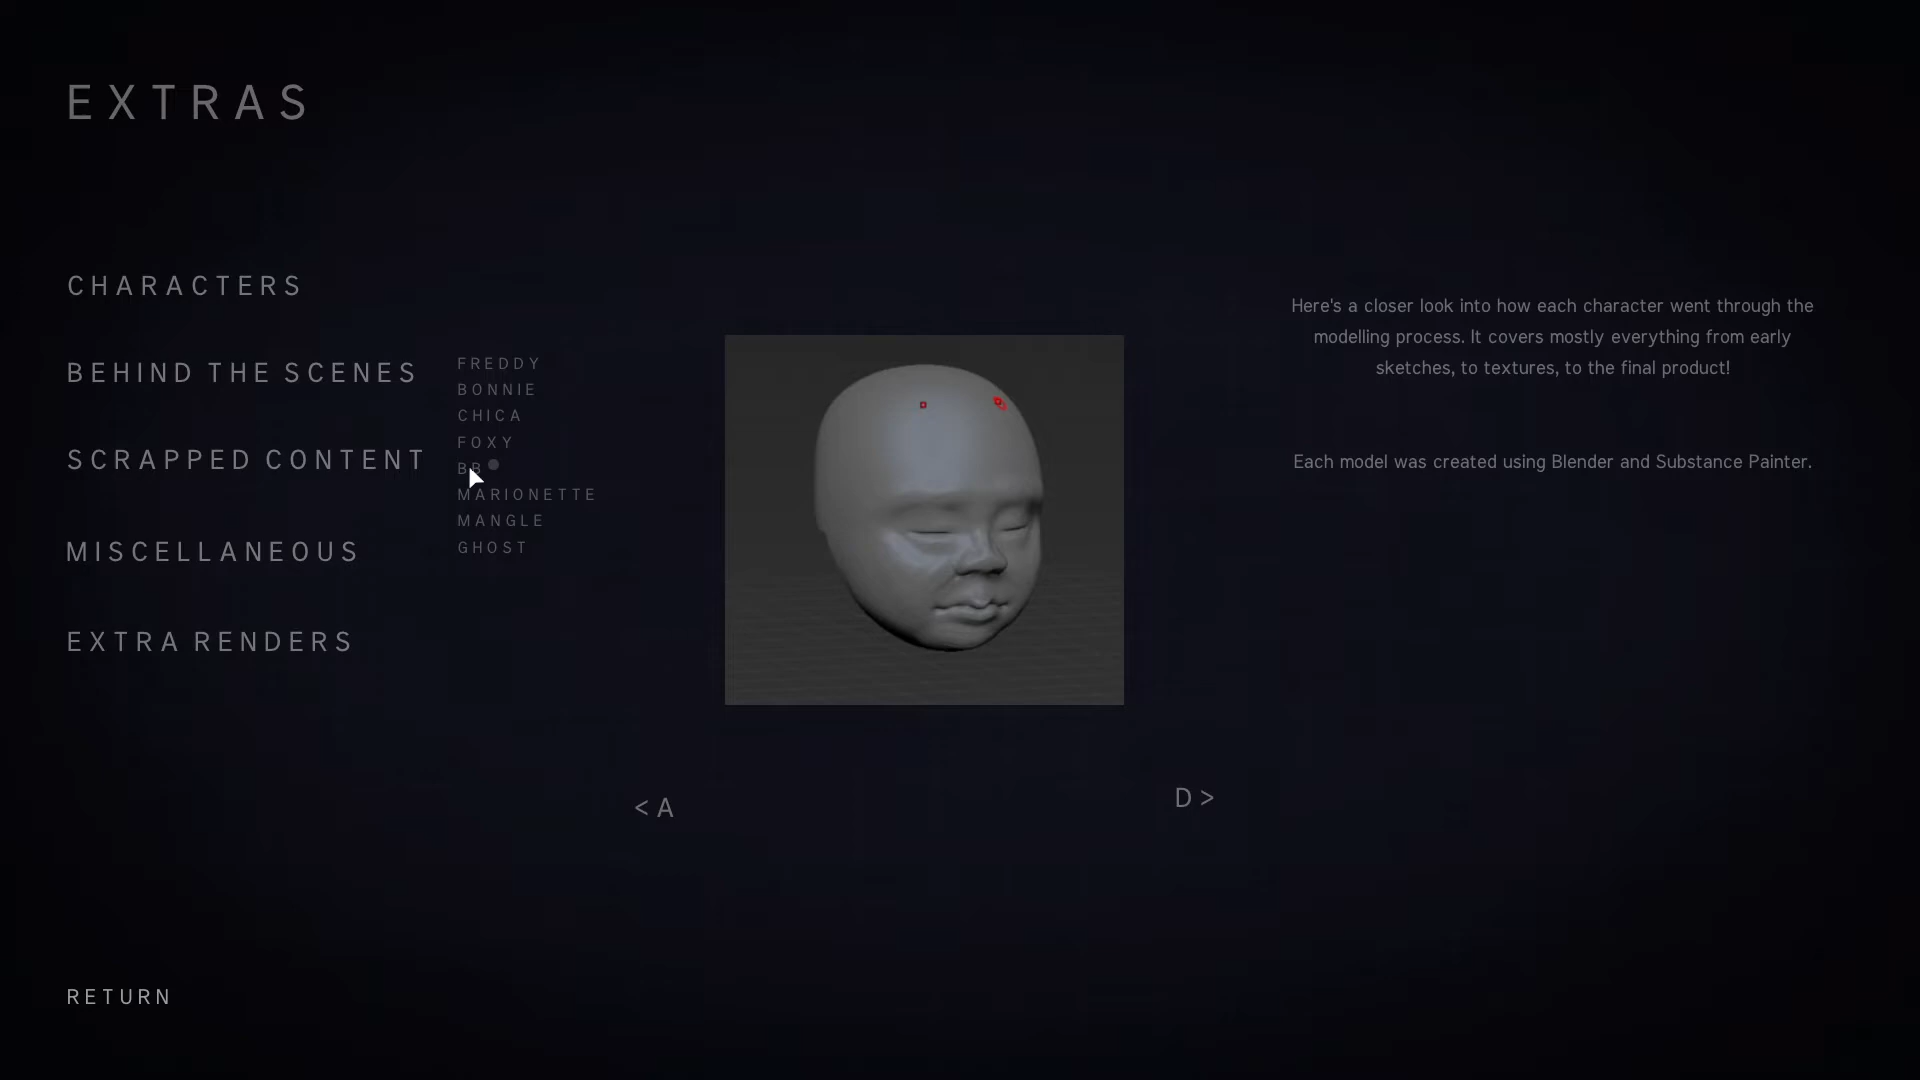 EXTRAS
CHARACTERS
BEHIND THE SCENES
SCRAPPED CONTENT
MISCELLANEOUS
EXTRA RENDERS
FREDDY
BONNIE
CHICA
FOXY
BB
MARIONETTE
MANGLE
GHOST
< A
D >
Here's a closer look into how each character went through the
modelling process. It covers mostly everything from early
sketches, to textures, to the final product!
Each model was created using Blender and Substance Painter.
RETURN